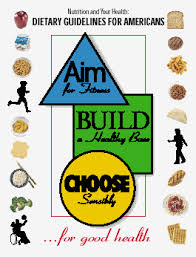 Nutrition and Your Health:
DIETARY GUIDELINES FOR AMERICANS
Aim
for Fitness
BUILD
a Healthy Base
CHOOSE
Sensibly
...for good health